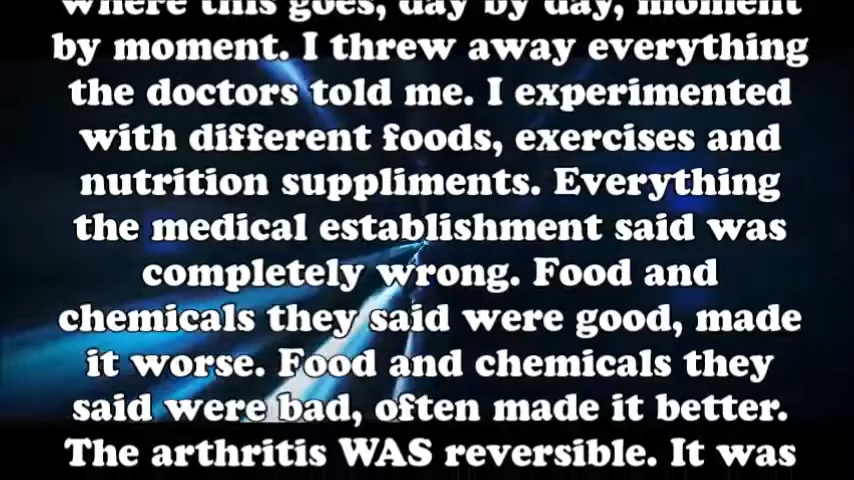 where this goes, day by day, moment
by moment. I threw away everything
the doctors told me. I experimented
with different foods, exercises and
nutrition suppliments. Everything
the medical establishment said was
completely wrong. Food and
chemicals they said were good, made
it worse. Food and chemicals they
said were bad, often made it better.
The arthritis WAS reversible. It was